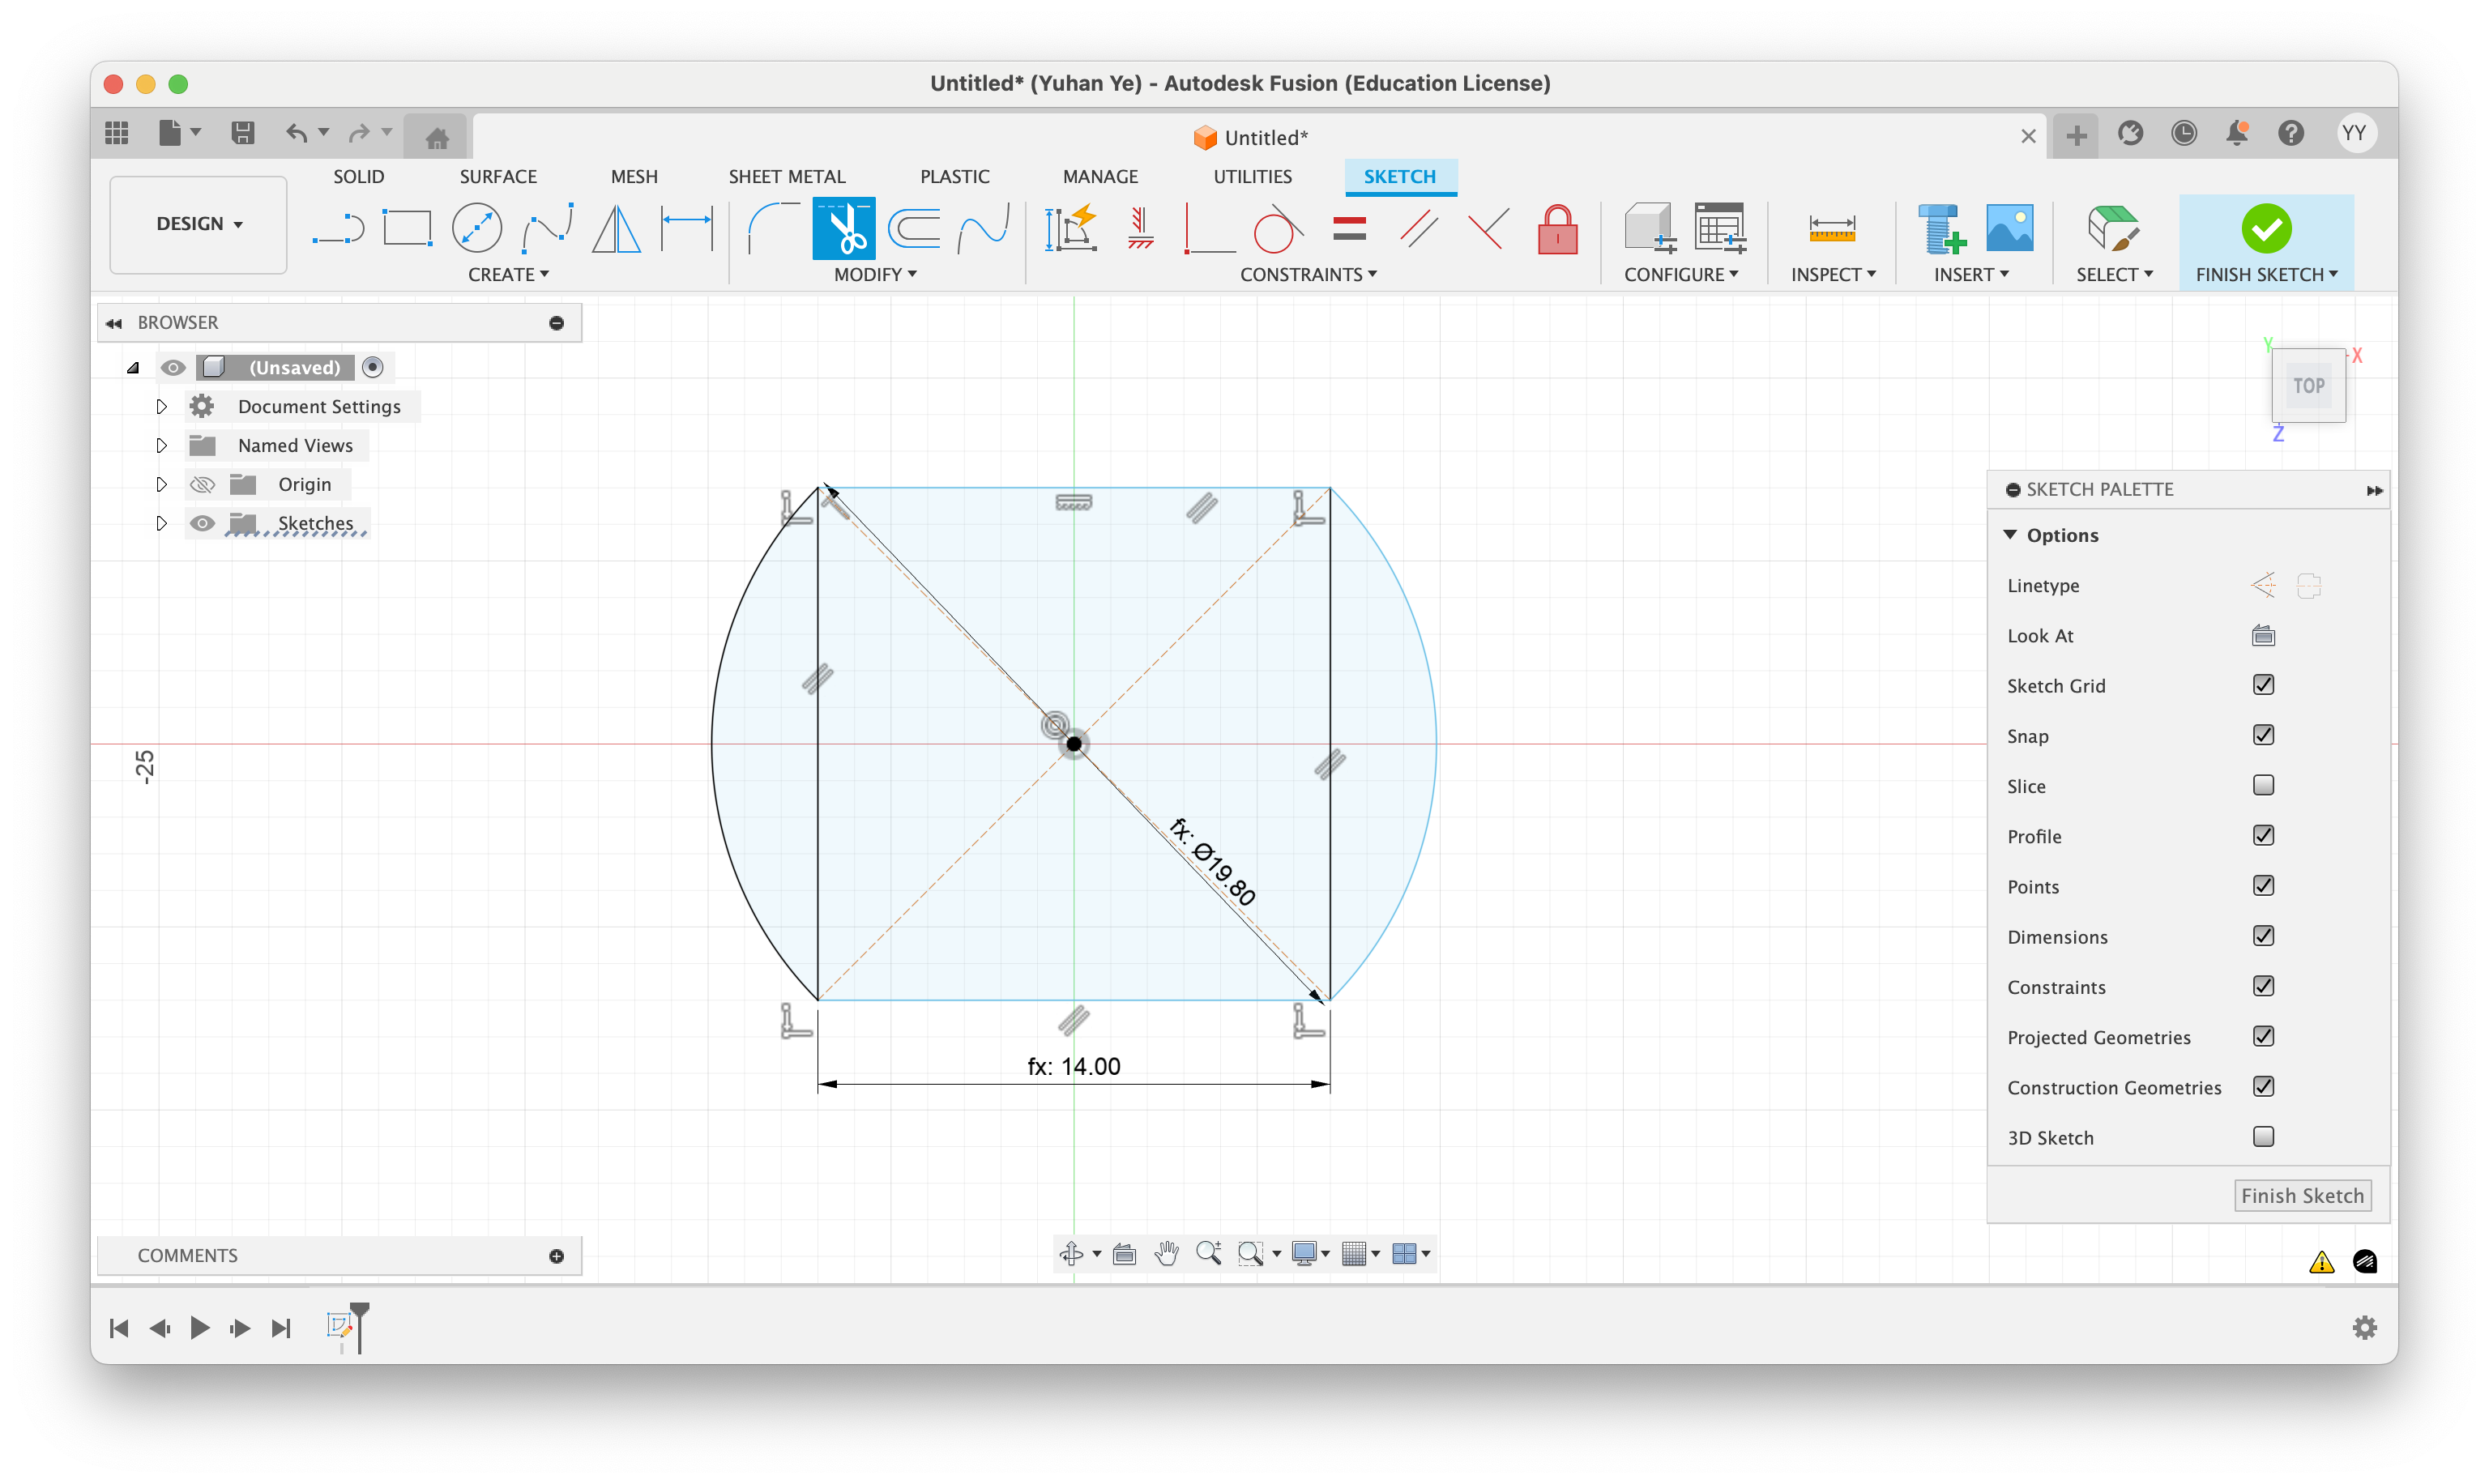 Untitled* (Yuhan Ye) - Autodesk Fusion (Education License)
Untitled*
YY
DESIGN
SOLID
SURFACE
MESH
SHEET METAL
PLASTIC
MANAGE
UTILITIES
SKETCH
CREATE
MODIFY
CONSTRAINTS
CONFIGURE
INSPECT
INSERT
SELECT
FINISH SKETCH
BROWSER
(Unsaved)
Document Settings
Named Views
Origin
Sketches
Y
X
TOP
Z
-25
fx: Ø19.80
fx: 14.00
SKETCH PALETTE
Options
Linetype
Look At
Sketch Grid
Snap
Slice
Profile
Points
Dimensions
Constraints
Projected Geometries
Construction Geometries
3D Sketch
Finish Sketch
COMMENTS